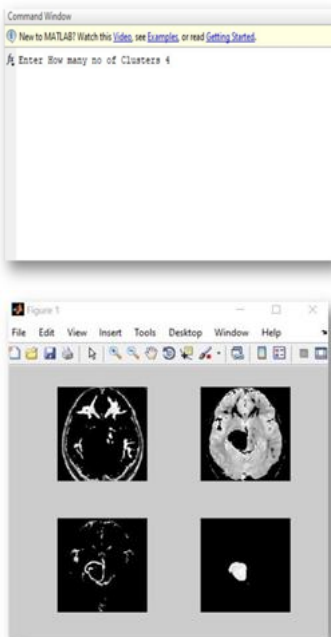 Command Window
New to MATLAB? Watch this Video, see Examples, or read Getting Started.
fx Enter How many no of Clusters 4
Figure 1
File Edit View Insert Tools Desktop Window Help